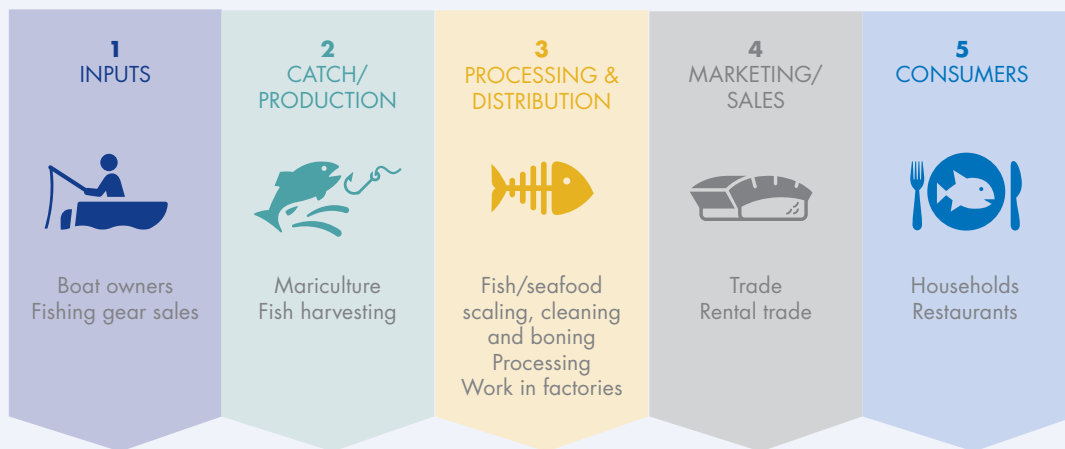 1
INPUTS
Boat owners
Fishing gear sales
2
CATCH/
PRODUCTION
Mariculture
Fish harvesting
3
PROCESSING &
DISTRIBUTION
Fish/seafood
scaling, cleaning
and boning
Processing
Work in factories
4
MARKETING/
SALES
Trade
Rental trade
5
CONSUMERS
Households
Restaurants